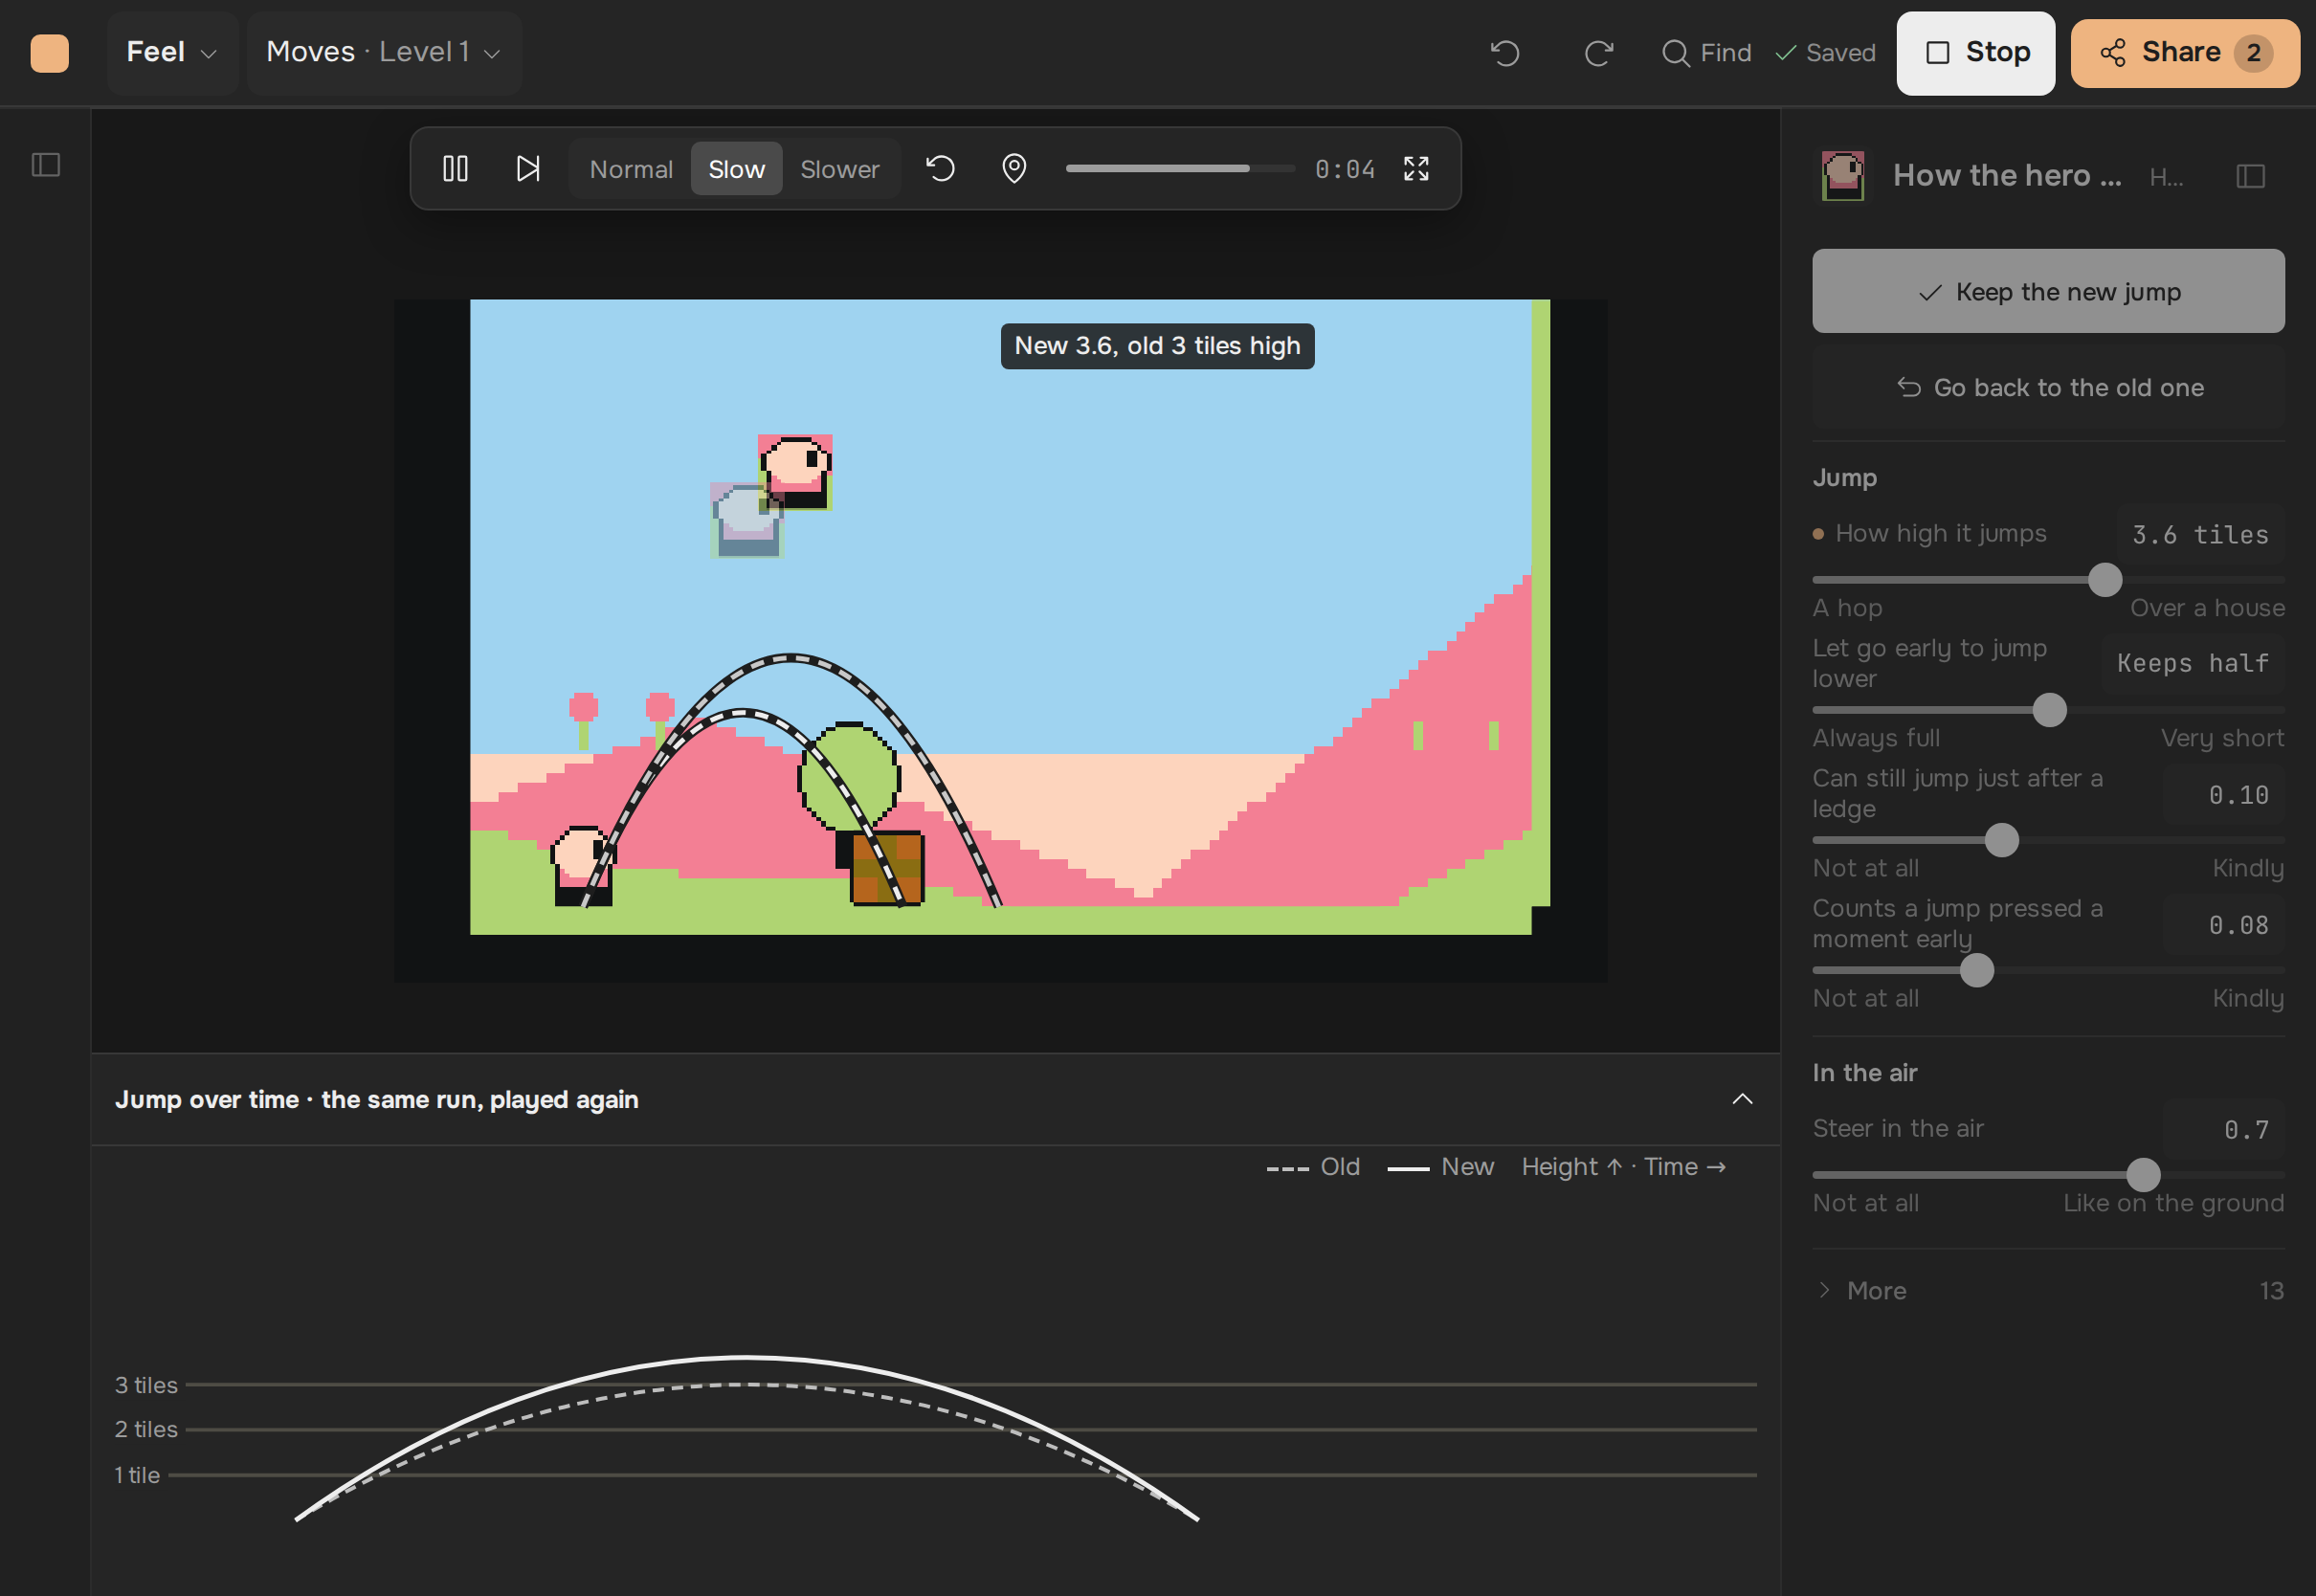 Feel
Moves · Level 1
Find
Saved
Stop
Share 2
Normal
Slow
Slower
0:04
How the hero ...
H...
Keep the new jump
Go back to the old one
New 3.6, old 3 tiles high
Jump
How high it jumps
3.6 tiles
A hop
Over a house
Let go early to jump
lower
Keeps half
Always full
Very short
Can still jump just after a
ledge
0.10
Not at all
Kindly
Counts a jump pressed a
moment early
0.08
Not at all
Kindly
In the air
Steer in the air
0.7
Not at all
Like on the ground
More
13
Jump over time · the same run, played again
Old
New
Height ↑ · Time →
3 tiles
2 tiles
1 tile